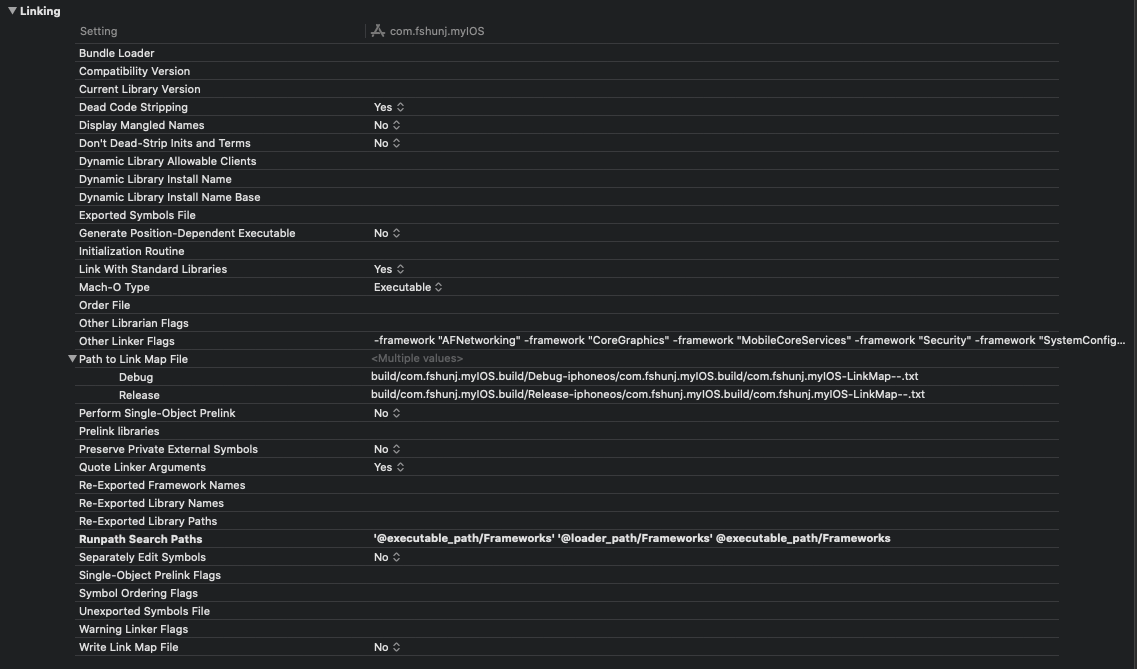 Linking
Setting com.fshunj.myIOS
Bundle Loader
Compatibility Version
Current Library Version
Dead Code Stripping Yes
Display Mangled Names No
Don't Dead-Strip Inits and Terms No
Dynamic Library Allowable Clients
Dynamic Library Install Name
Dynamic Library Install Name Base
Exported Symbols File
Generate Position-Dependent Executable No
Initialization Routine
Link With Standard Libraries Yes
Mach-O Type Executable
Order File
Other Librarian Flags
Other Linker Flags -framework "AFNetworking" -framework "CoreGraphics" -framework "MobileCoreServices" -framework "Security" -framework "SystemConfig...
Path to Link Map File <Multiple values>
Debug build/com.fshunj.myIOS.build/Debug-iphoneos/com.fshunj.myIOS.build/com.fshunj.myIOS-LinkMap--.txt
Release build/com.fshunj.myIOS.build/Release-iphoneos/com.fshunj.myIOS.build/com.fshunj.myIOS-LinkMap--.txt
Perform Single-Object Prelink No
Prelink libraries
Preserve Private External Symbols No
Quote Linker Arguments Yes
Re-Exported Framework Names
Re-Exported Library Names
Re-Exported Library Paths
Runpath Search Paths '@executable_path/Frameworks' '@loader_path/Frameworks' @executable_path/Frameworks
Separately Edit Symbols No
Single-Object Prelink Flags
Symbol Ordering Flags
Unexported Symbols File
Warning Linker Flags
Write Link Map File No